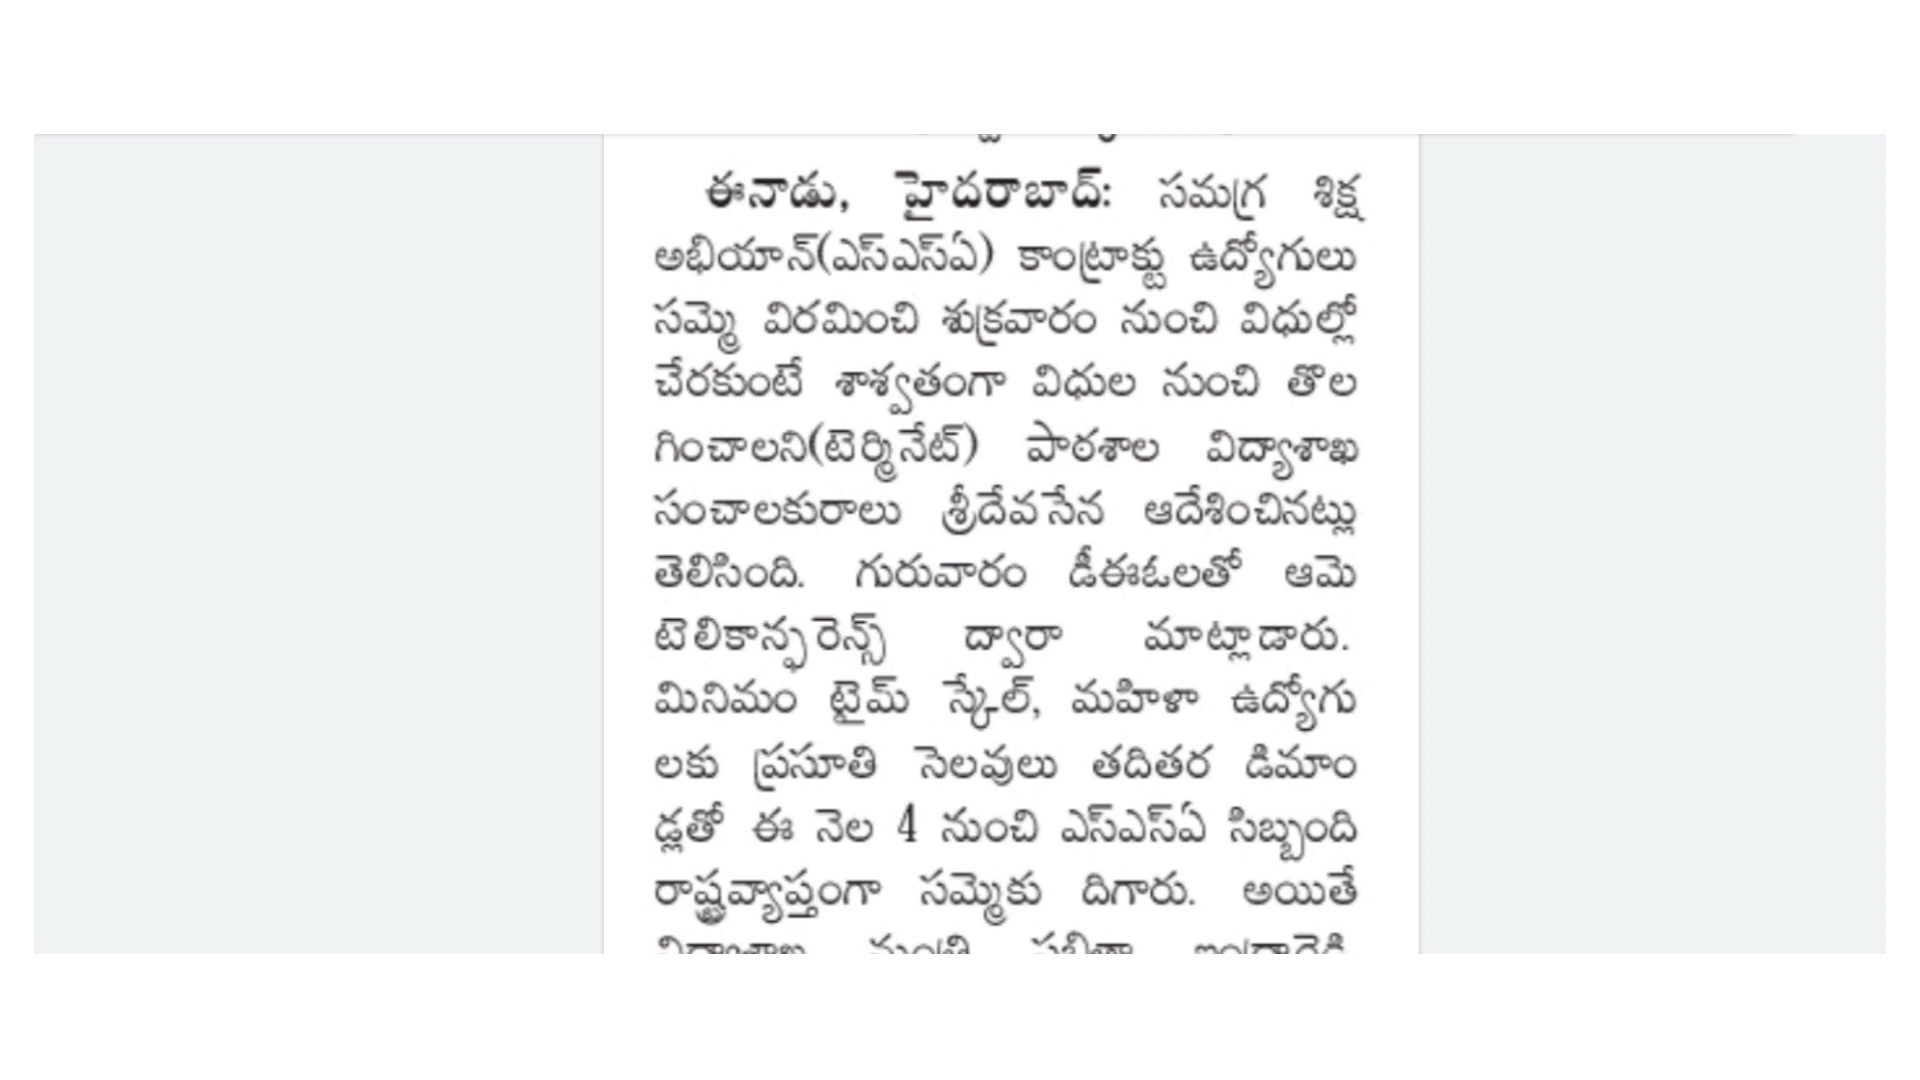 ఈనాడు, హైదరాబాద్: సమగ్ర శిక్ష
అభియాన్(ఎస్ఎస్ఏ) కాంట్రాక్టు ఉద్యోగులు
సమ్మె విరమించి శుక్రవారం నుంచి విధుల్లో
చేరకుంటే శాశ్వతంగా విధుల నుంచి తొల
గించాలని(టెర్మినేట్) పాఠశాల విద్యాశాఖ
సంచాలకురాలు శ్రీదేవసేన ఆదేశించినట్లు
తెలిసింది. గురువారం డీఈఓలతో ఆమె
టెలికాన్ఫరెన్స్ ద్వారా మాట్లాడారు.
మినిమం టైమ్ స్కేల్, మహిళా ఉద్యోగు
లకు ప్రసూతి సెలవులు తదితర డిమాం
డ్లతో ఈ నెల 4 నుంచి ఎస్ఎస్ఏ సిబ్బంది
రాష్ట్రవ్యాప్తంగా సమ్మెకు దిగారు. అయితే